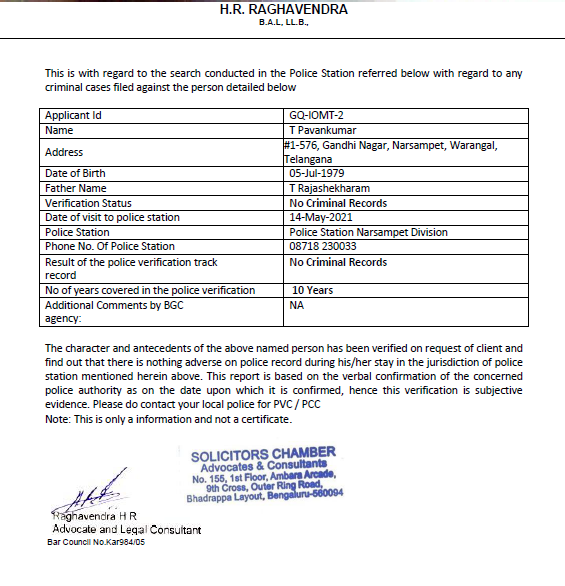 H.R. RAGHAVENDRA
B.A.L, LL.B.,
This is with regard to the search conducted in the Police Station referred below with regard to any
criminal cases filed against the person detailed below
Applicant Id GQ-IOMT-2
Name T Pavankumar
Address #1-576, Gandhi Nagar, Narsampet, Warangal,
Telangana
Date of Birth 05-Jul-1979
Father Name T Rajashekharam
Verification Status No Criminal Records
Date of visit to police station 14-May-2021
Police Station Police Station Narsampet Division
Phone No. Of Police Station 08718 230033
Result of the police verification track No Criminal Records
record
No of years covered in the police verification 10 Years
Additional Comments by BGC NA
agency:
The character and antecedents of the above named person has been verified on request of client and
find out that there is nothing adverse on police record during his/her stay in the jurisdiction of police
station mentioned herein above. This report is based on the verbal confirmation of the concerned
police authority as on the date upon which it is confirmed, hence this verification is subjective
evidence. Please do contact your local police for PVC / PCC
Note: This is only a information and not a certificate.
SOLICITORS CHAMBER
Advocates & Consultants
No. 155, 1st Floor, Ambara Arcade,
9th Cross, Outer Ring Road,
Bhadrappa Layout, Bengaluru-560094
Raghavendra H R
Advocate and Legal Consultant
Bar Council No.Kar984/05